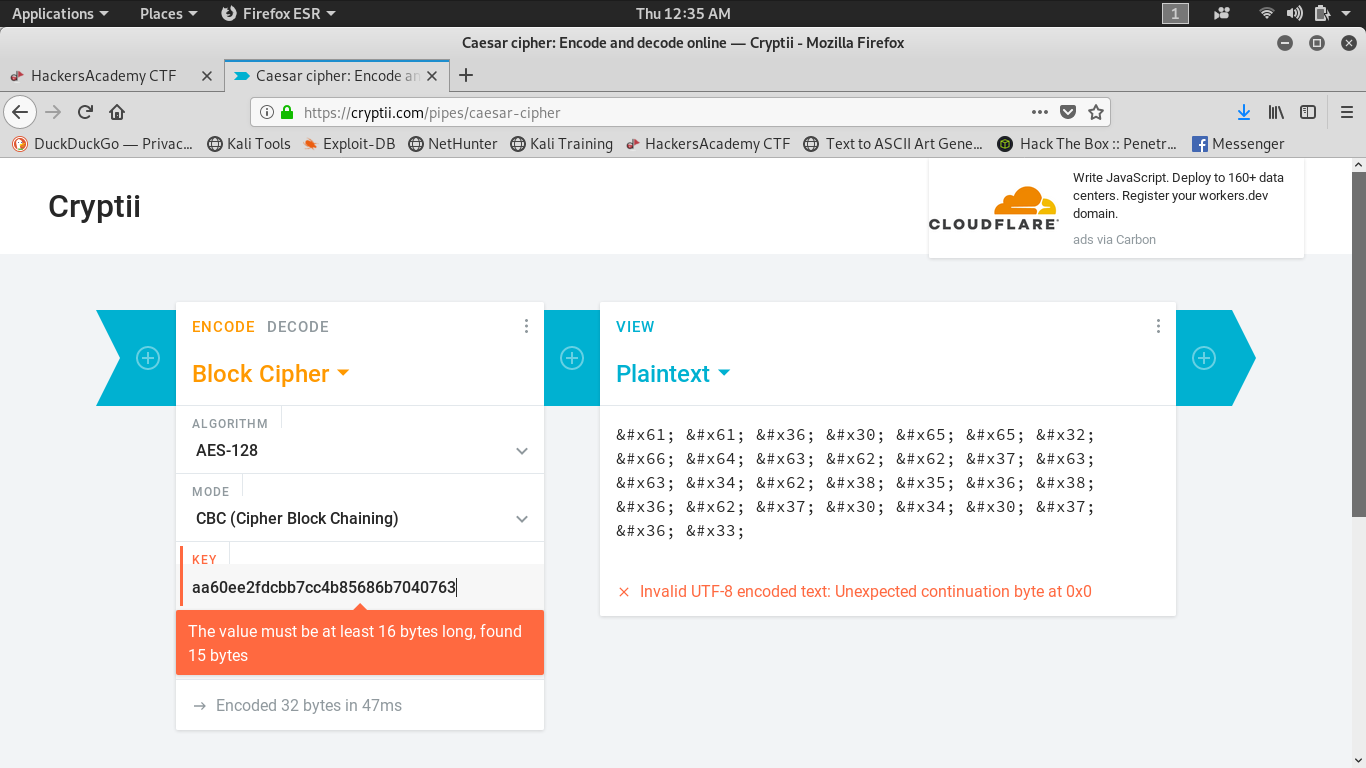 Applications Places Firefox ESR Thu 12:35 AM 1
Caesar cipher: Encode and decode online — Cryptii - Mozilla Firefox
HackersAcademy CTF Caesar cipher: Encode an
https://cryptii.com/pipes/caesar-cipher
DuckDuckGo — Privac... Kali Tools Exploit-DB NetHunter Kali Training HackersAcademy CTF Text to ASCII Art Gene... Hack The Box :: Penetr... Messenger
Cryptii
Write JavaScript. Deploy to 160+ data
centers. Register your workers.dev
domain.
CLOUDFLARE
ads via Carbon
ENCODE DECODE
Block Cipher
ALGORITHM
AES-128
MODE
CBC (Cipher Block Chaining)
KEY
aa60ee2fdcbb7cc4b85686b7040763
The value must be at least 16 bytes long, found
15 bytes
→ Encoded 32 bytes in 47ms
VIEW
Plaintext
&#x61; &#x61; &#x36; &#x30; &#x65; &#x65; &#x32;
&#x66; &#x64; &#x63; &#x62; &#x62; &#x37; &#x63;
&#x63; &#x34; &#x62; &#x38; &#x35; &#x36; &#x38;
&#x36; &#x62; &#x37; &#x30; &#x34; &#x30; &#x37;
&#x36; &#x33;
Invalid UTF-8 encoded text: Unexpected continuation byte at 0x0